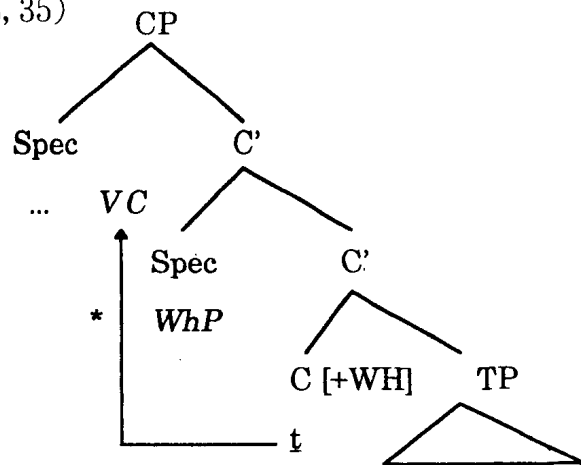 , 35)
CP
Spec C'
... VC
Spec C'
* WhP
C [+WH] TP
t